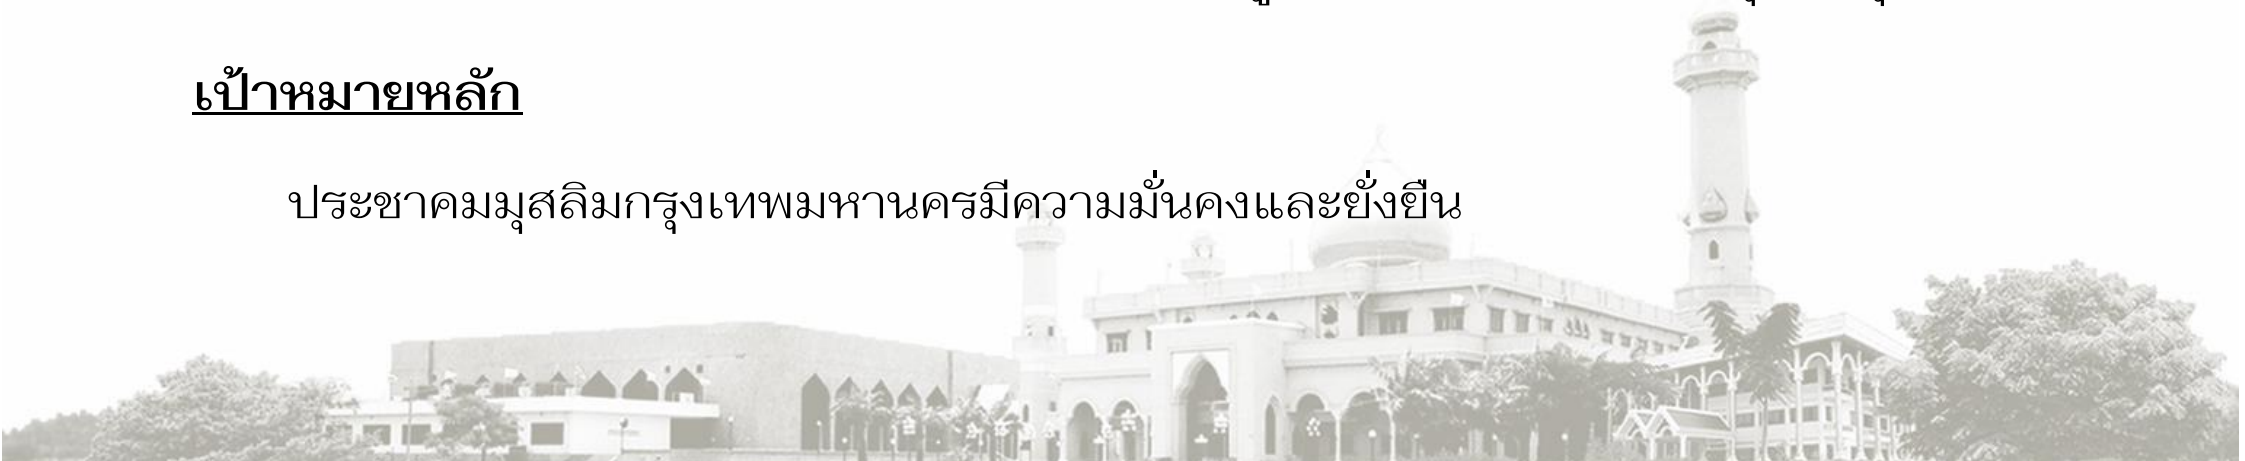 เป้าหมายหลัก
ประชาคมมุสลิมกรุงเทพมหานครมีความมั่นคงและยั่งยืน